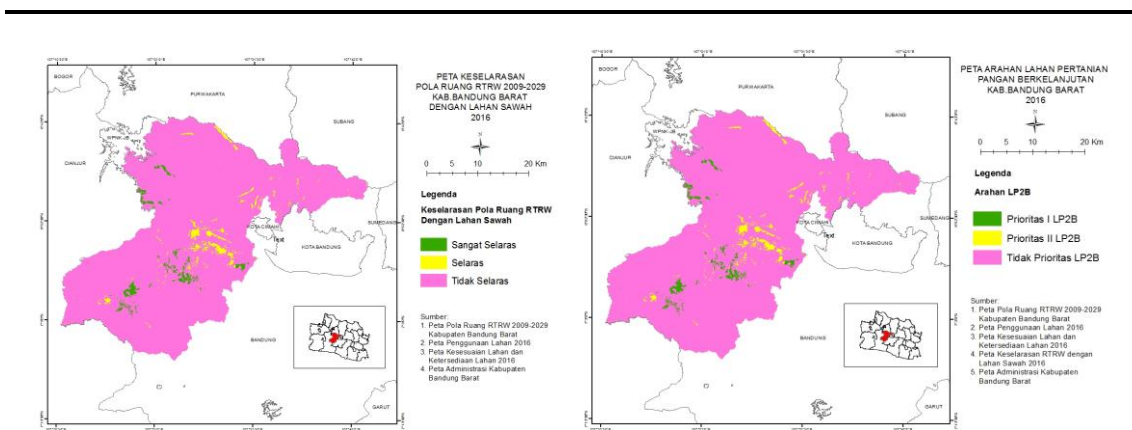 PETA KESELARASAN
POLA RUANG RTRW 2009-2029
KAB.BANDUNG BARAT
DENGAN LAHAN SAWAH
2016
N
0 5 10 20 Km
Legenda
Keselarasan Pola Ruang RTRW
Dengan Lahan Sawah
Sangat Selaras
Selaras
Tidak Selaras
Sumber:
1. Peta Pola Ruang RTRW 2009-2029
Kabupaten Bandung Barat
2. Peta Penggunaan Lahan 2016
3. Peta Kesesuaian Lahan dan
Ketersediaan Lahan 2016
4. Peta Administrasi Kabupaten
Bandung Barat
BOGOR
PURWAKARTA
SUBANG
CIANJUR
SUMEDANG
KOTA CIMAHI
KOTA BANDUNG
BANDUNG
GARUT
PETA ARAHAN LAHAN PERTANIAN
PANGAN BERKELANJUTAN
KAB.BANDUNG BARAT
2016
N
0 5 10 20 Km
Legenda
Arahan LP2B
Prioritas I LP2B
Prioritas II LP2B
Tidak Prioritas LP2B
Sumber:
1. Peta Pola Ruang RTRW 2009-2029
Kabupaten Bandung Barat
2. Peta Penggunaan Lahan 2016
3. Peta Kesesuaian Lahan dan
Ketersediaan Lahan 2016
4. Peta Keselarasan RTRW dengan
Lahan Sawah 2016
5. Peta Administrasi Kabupaten
Bandung Barat
BOGOR
PURWAKARTA
SUBANG
CIANJUR
SUMEDANG
KOTA CIMAHI
KOTA BANDUNG
BANDUNG
GARUT